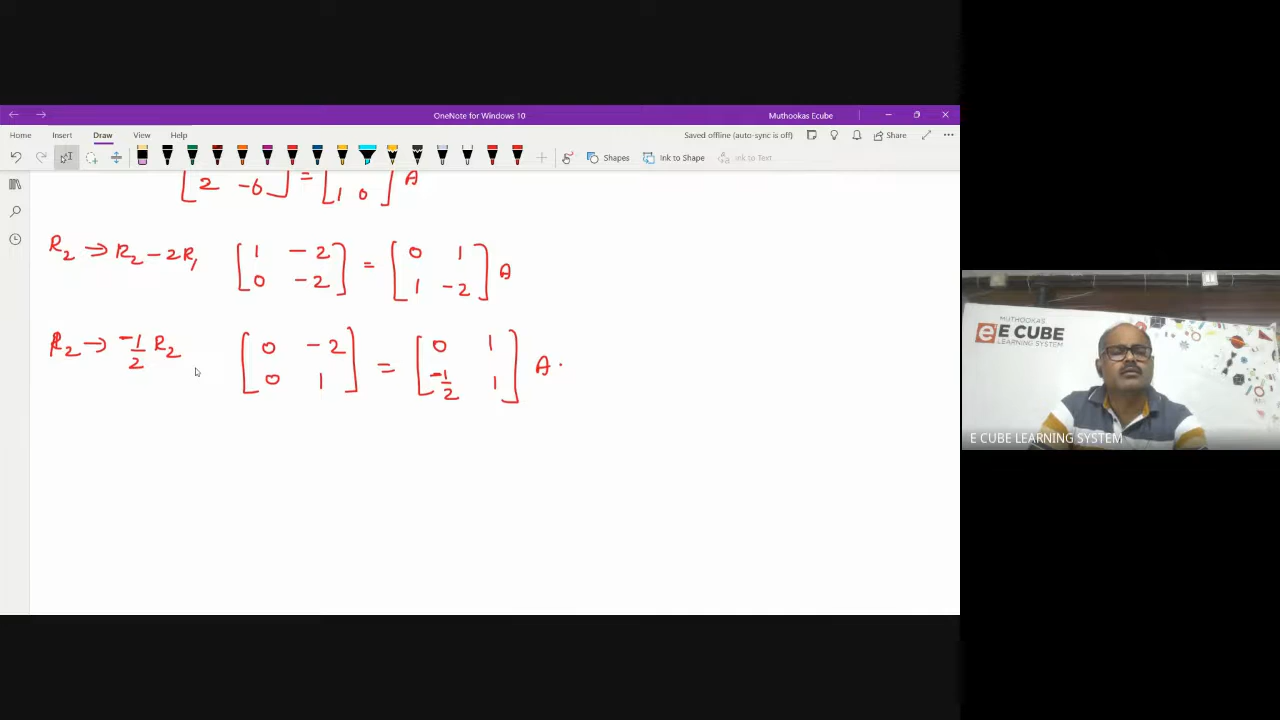 OneNote for Windows 10
Muthookas Ecube
Home Insert Draw View Help
Saved offline (auto-sync is off)
Share
Shapes
Ink to Shape
Ink to Text
[2 -6] = [1 0] A
R₂ → R₂ - 2R₁ [1 -2; 0 -2] = [0 1; 1 -2] A
R₂ → -1/2 R₂ [0 -2; 0 1] = [0 1; -1/2 1] A.
MUTHOOKAS
e E CUBE
LEARNING SYSTEM
E CUBE LEARNING SYSTEM